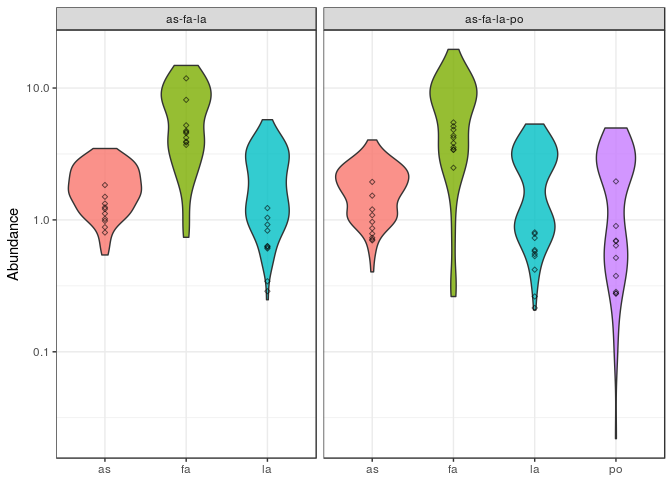 as-fa-la
as-fa-la-po
Abundance
10.0
1.0
0.1
as
fa
la
as
fa
la
po